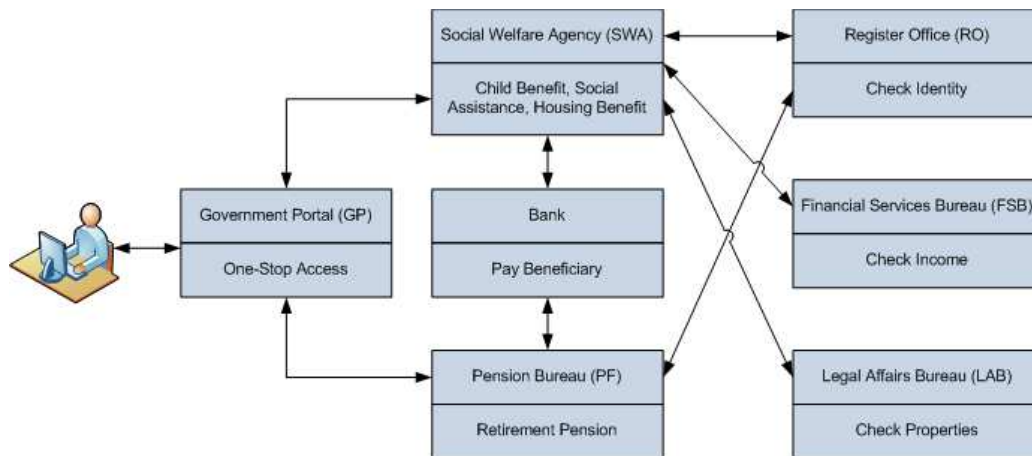 Social Welfare Agency (SWA)
Child Benefit, Social
Assistance, Housing Benefit
Register Office (RO)
Check Identity
Government Portal (GP)
One-Stop Access
Bank
Pay Beneficiary
Financial Services Bureau (FSB)
Check Income
Pension Bureau (PF)
Retirement Pension
Legal Affairs Bureau (LAB)
Check Properties